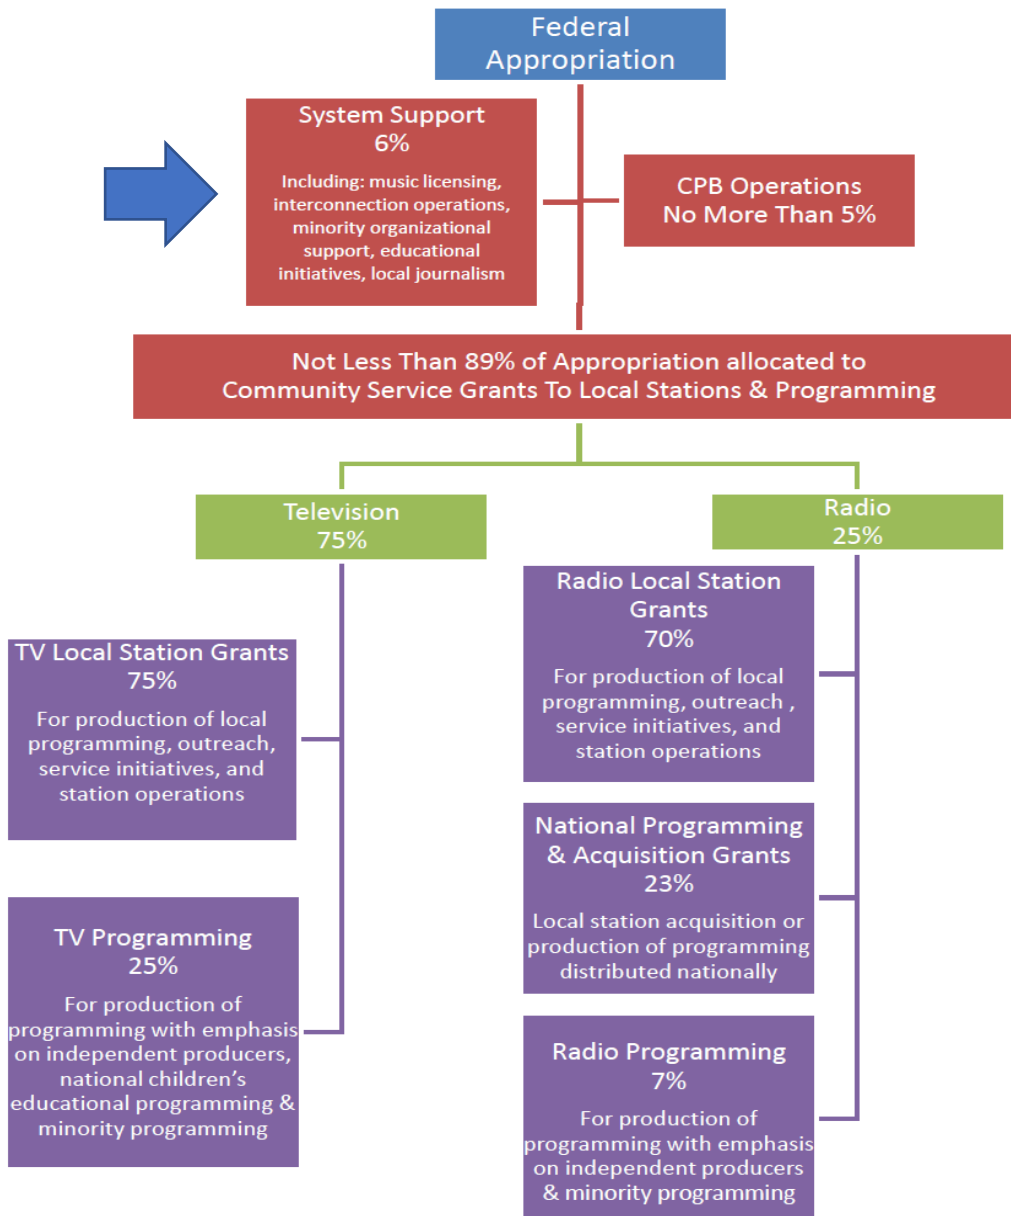 Federal
Appropriation
System Support
6%
Including: music licensing,
interconnection operations,
minority organizational
support, educational
initiatives, local journalism
CPB Operations
No More Than 5%
Not Less Than 89% of Appropriation allocated to
Community Service Grants To Local Stations & Programming
Television
75%
Radio
25%
TV Local Station Grants
75%
For production of local
programming, outreach,
service initiatives, and
station operations
TV Programming
25%
For production of
programming with emphasis
on independent producers,
national children’s
educational programming &
minority programming
Radio Local Station
Grants
70%
For production of local
programming, outreach ,
service initiatives, and
station operations
National Programming
& Acquisition Grants
23%
Local station acquisition or
production of programming
distributed nationally
Radio Programming
7%
For production of
programming with emphasis
on independent producers
& minority programming